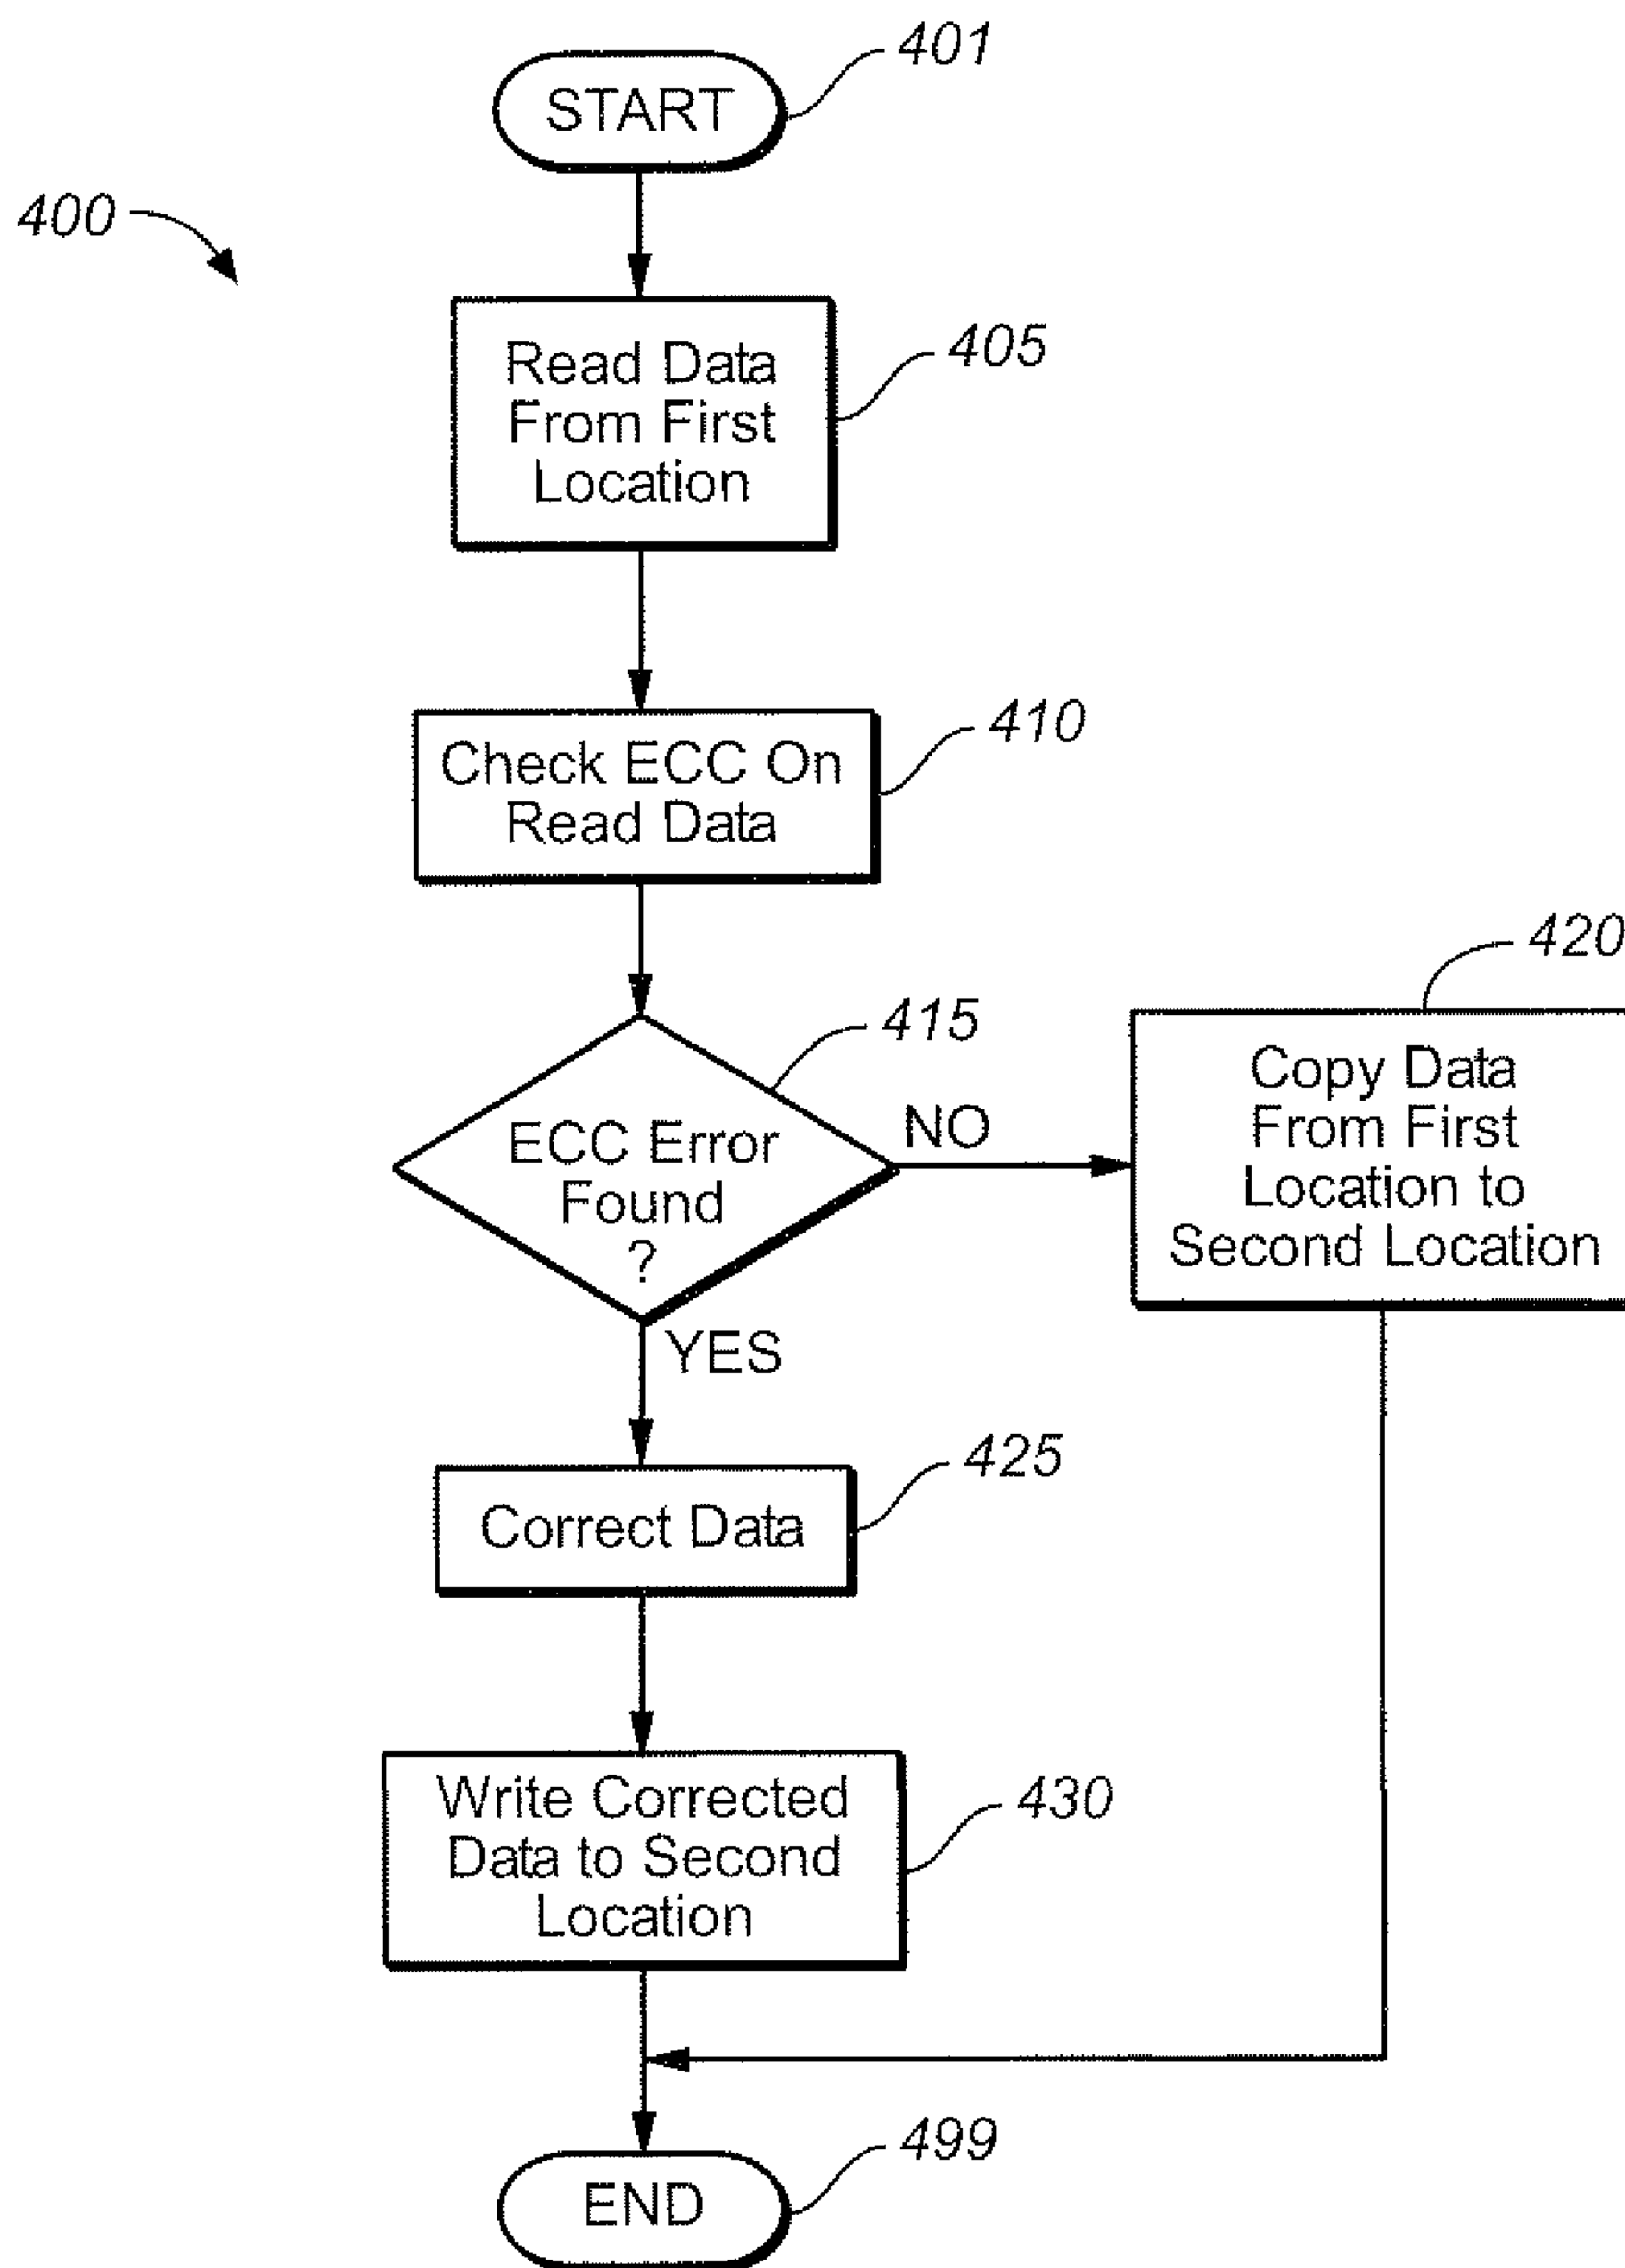 401
START
400
405
Read Data
From First
Location
410
Check ECC On
Read Data
420
415
ECC Error
Found
?
NO
Copy Data
From First
Location to
Second Location
YES
425
Correct Data
430
Write Corrected
Data to Second
Location
499
END